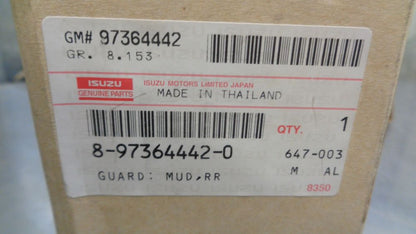 GM# 97364442
GR. 8.153
ISUZU
GENUINE PARTS
ISUZU MOTORS LIMITED JAPAN
MADE IN THAILAND
QTY. 1
8-97364442-0 647-003
M AL
GUARD: MUD,RR
8350